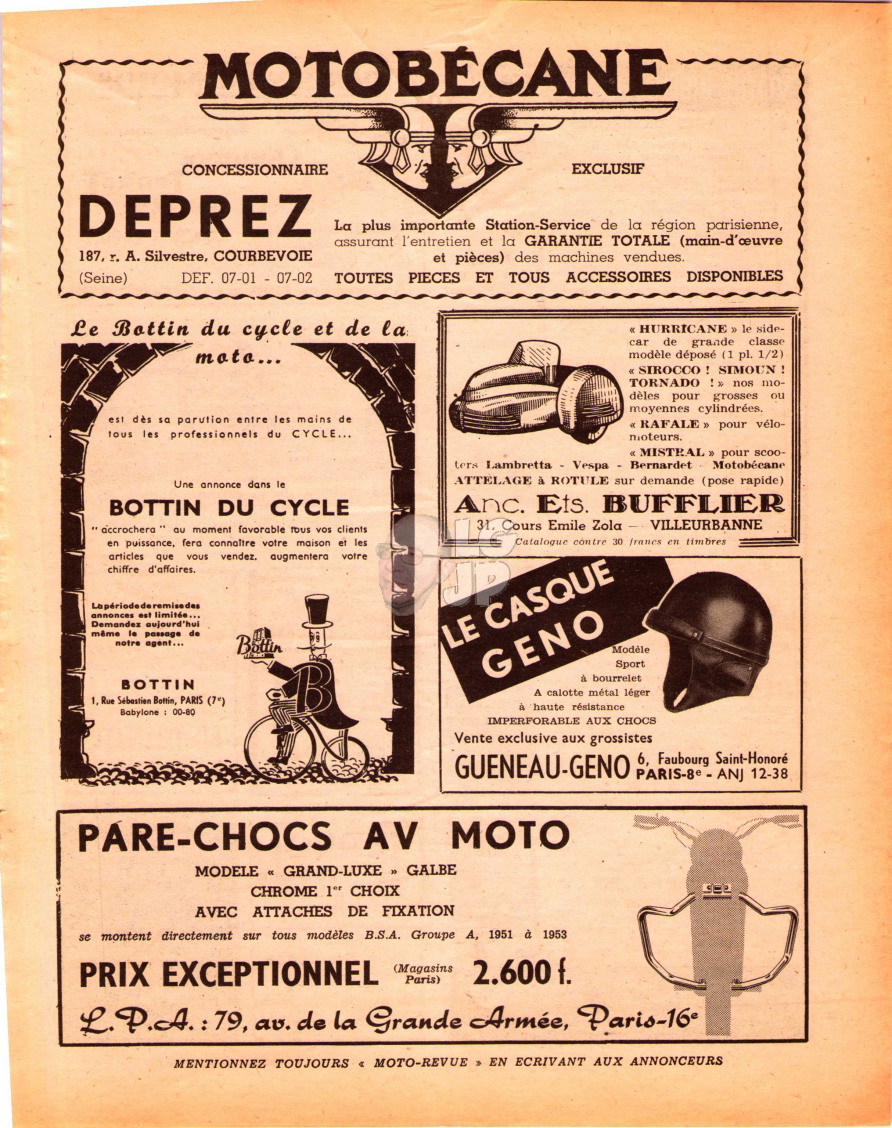 MOTOBÉCANE
CONCESSIONNAIRE EXCLUSIF
DEPREZ
187, r. A. Silvestre, COURBEVOIE
(Seine) DEF. 07-01 - 07-02
La plus importante Station-Service de la région parisienne,
assurant l'entretien et la GARANTIE TOTALE (main-d'œuvre
et pièces) des machines vendues.
TOUTES PIECES ET TOUS ACCESSOIRES DISPONIBLES
Le Bottin du cycle et de la
moto...
est dès sa parution entre les mains de
tous les professionnels du CYCLE...
Une annonce dans le
BOTTIN DU CYCLE
"accrochera" au moment favorable tous vos clients
en puissance, fera connaître votre maison et les
articles que vous vendez, augmentera votre
chiffre d'affaires.
La période de remise des
annonces est limitée...
Demandez aujourd'hui
même le passage de
notre agent...
BOTTIN
1, Rue Sébastien Bottin, PARIS (7e)
Babylone : 00-80
Bottin
B
« HURRICANE » le side-
car de grande classe
modèle déposé (1 pl. 1/2)
« SIROCCO ! SIMOUN !
TORNADO ! » nos mo-
dèles pour grosses ou
moyennes cylindrées.
« RAFALE » pour vélo-
moteurs.
« MISTRAL » pour scoo-
ters Lambretta - Vespa - Bernardet - Motobécane
ATTELAGE à ROTULE sur demande (pose rapide)
Anc. Ets. BUFFLIER
31, Cours Emile Zola — VILLEURBANNE
Catalogue contre 30 francs en timbres
LE CASQUE
GENO
Modèle
Sport
à bourrelet
A calotte métal léger
à haute résistance
IMPERFORABLE AUX CHOCS
Vente exclusive aux grossistes
GUENEAU-GENO 6, Faubourg Saint-Honoré
PARIS-8e - ANJ 12-38
LC
JP
PARE-CHOCS AV MOTO
MODELE « GRAND-LUXE » GALBE
CHROME 1er CHOIX
AVEC ATTACHES DE FIXATION
se montent directement sur tous modèles B.S.A. Groupe A, 1951 à 1953
PRIX EXCEPTIONNEL (Magasins Paris) 2.600 f.
L.P.A. : 79, av. de la Grande Armée, Paris-16e
MENTIONNEZ TOUJOURS « MOTO-REVUE » EN ECRIVANT AUX ANNONCEURS